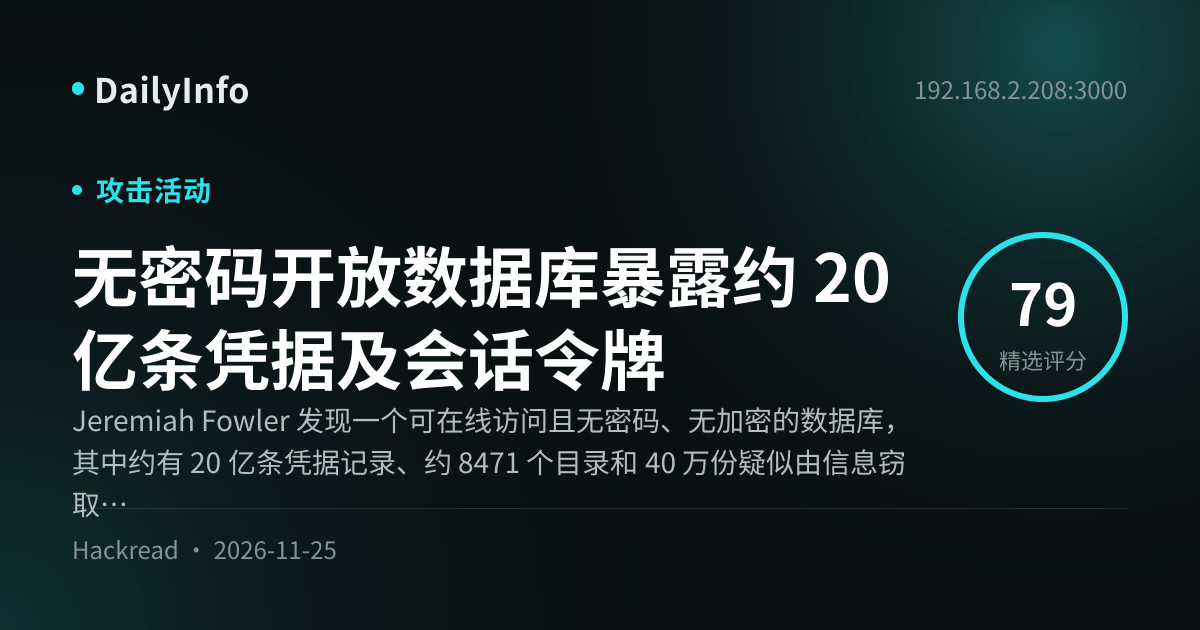 DailyInfo
192.168.2.208:3000
攻击活动
无密码开放数据库暴露约 20
亿条凭据及会话令牌
79
精选评分
Jeremiah Fowler 发现一个可在线访问且无密码、无加密的数据库，
其中约有 20 亿条凭据记录、约 8471 个目录和 40 万份疑似由信息窃
取…
Hackread • 2026-11-25